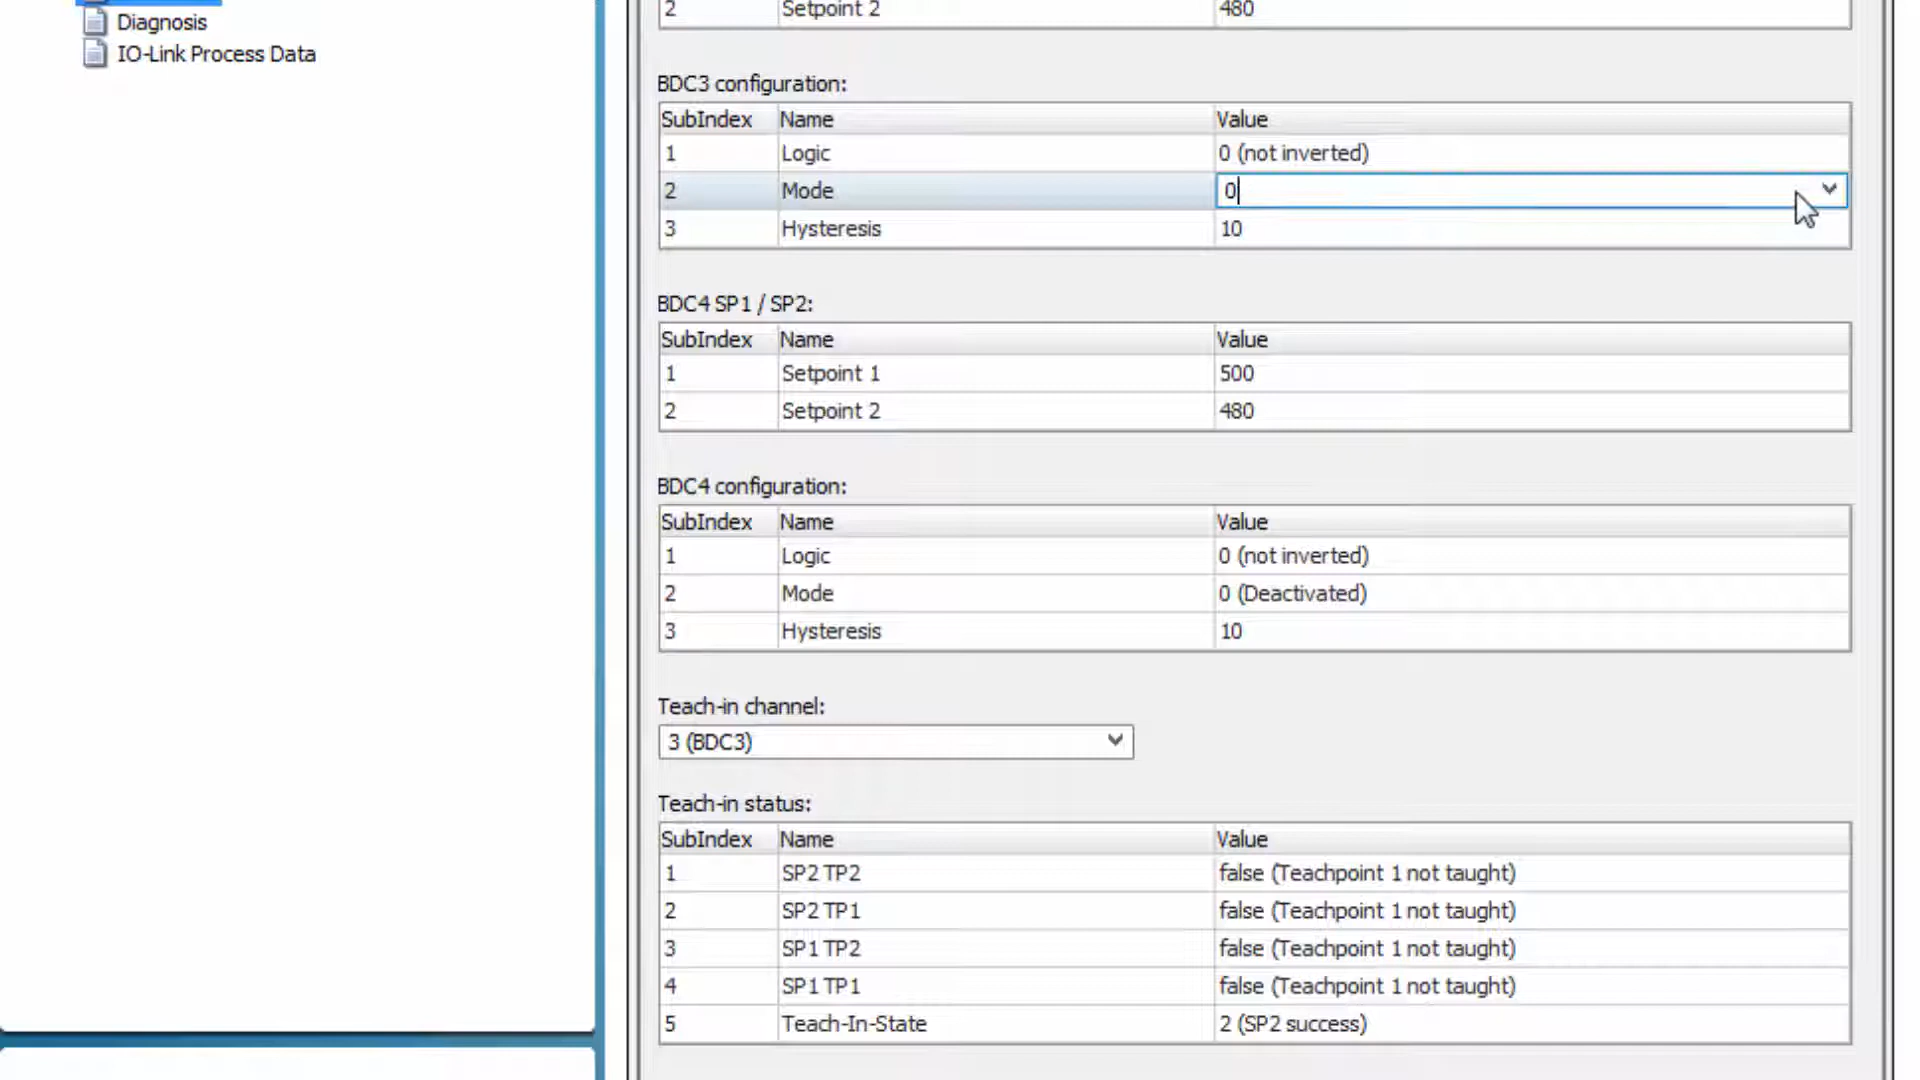 Diagnosis
IO-Link Process Data
2 Setpoint 2 480
BDC3 configuration:
SubIndex Name Value
1 Logic 0 (not inverted)
2 Mode 0
3 Hysteresis 10
BDC4 SP1 / SP2:
SubIndex Name Value
1 Setpoint 1 500
2 Setpoint 2 480
BDC4 configuration:
SubIndex Name Value
1 Logic 0 (not inverted)
2 Mode 0 (Deactivated)
3 Hysteresis 10
Teach-in channel:
3 (BDC3)
Teach-in status:
SubIndex Name Value
1 SP2 TP2 false (Teachpoint 1 not taught)
2 SP2 TP1 false (Teachpoint 1 not taught)
3 SP1 TP2 false (Teachpoint 1 not taught)
4 SP1 TP1 false (Teachpoint 1 not taught)
5 Teach-In-State 2 (SP2 success)